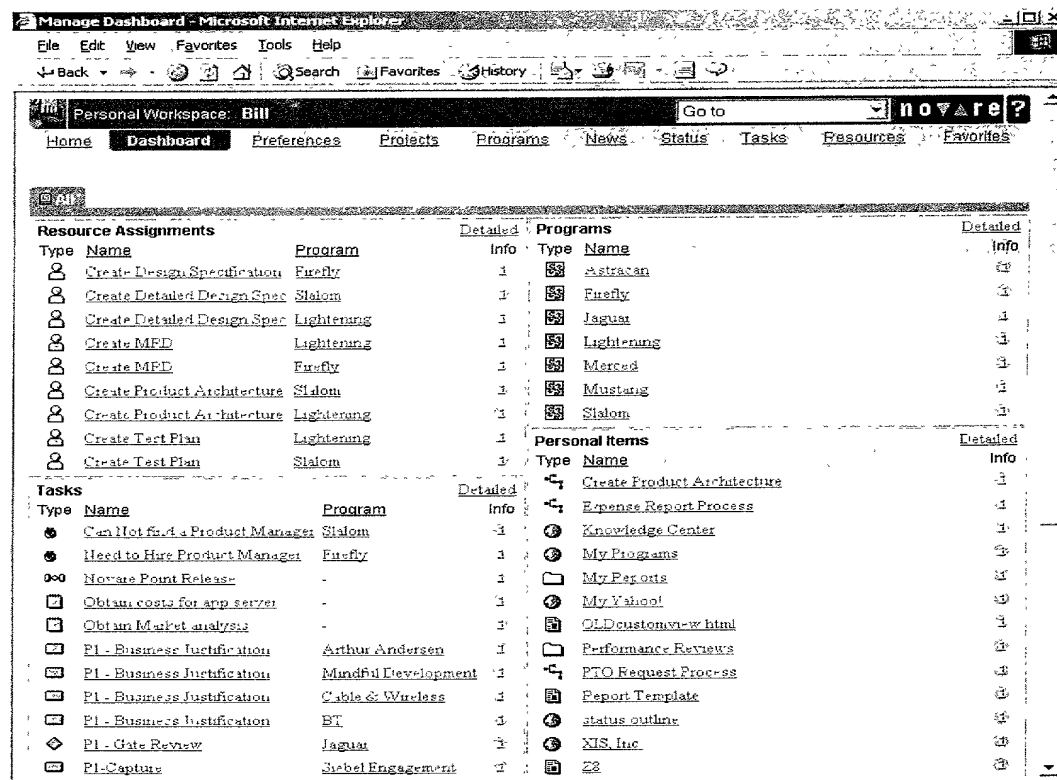 Manage Dashboard - Microsoft Internet Explorer
File Edit View Favorites Tools Help
Back Search Favorites History
Personal Workspace: Bill Go to novare ?
Home Dashboard Preferences Projects Programs News Status Tasks Resources Favorites
All
Resource Assignments Detailed
Type Name Program Info
Create Design Specification Firefly
Create Detailed Design Spec Slalom
Create Detailed Design Spec Lightening
Create MRD Lightening
Create MRD Firefly
Create Product Architecture Slalom
Create Product Architecture Lightening
Create Test Plan Lightening
Create Test Plan Slalom
Tasks Detailed
Type Name Program Info
Can Not find a Product Manager Slalom
Need to Hire Product Manager Firefly
Novare Point Release -
Obtain costs for app server -
Obtain Market analysis -
P1 - Business Justification Arthur Andersen
P1 - Business Justification Mindful Development
P1 - Business Justification Cable & Wireless
P1 - Business Justification BT
P1 - Gate Review Jaguar
P1-Capture Siebel Engagement
Programs Detailed
Type Name Info
Astracan
Firefly
Jaguar
Lightening
Merced
Mustang
Slalom
Personal Items Detailed
Type Name Info
Create Product Architecture
Expense Report Process
Knowledge Center
My Programs
My Reports
My Yahoo!
OLDcustomview html
Performance Reviews
PTO Request Process
Report Template
status outline
XIS, Inc
Z8